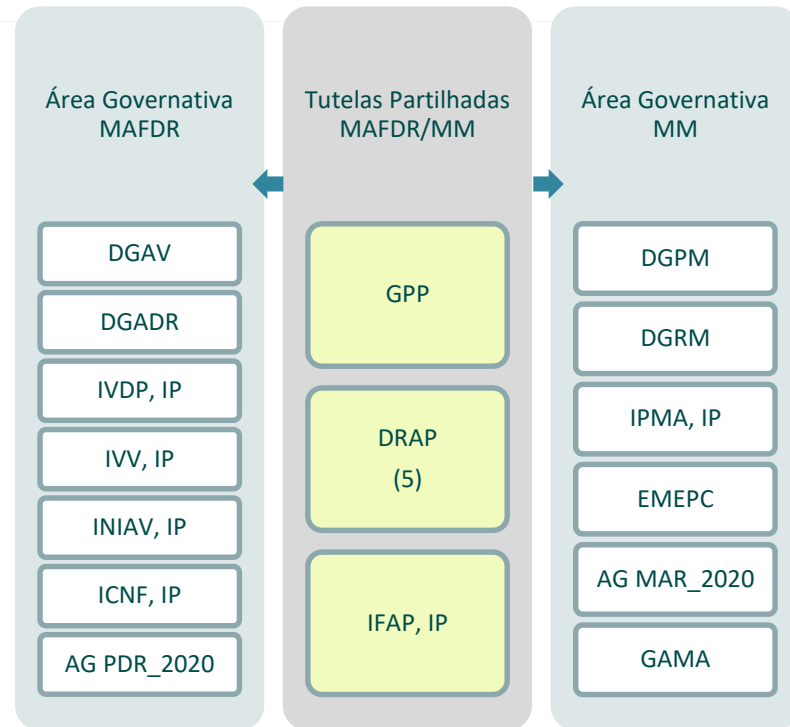 Área Governativa
MAFDR
DGAV
DGADR
IVDP, IP
IVV, IP
INIAV, IP
ICNF, IP
AG PDR_2020
Tutelas Partilhadas
MAFDR/MM
GPP
DRAP
(5)
IFAP, IP
Área Governativa
MM
DGPM
DGRM
IPMA, IP
EMEPC
AG MAR_2020
GAMA